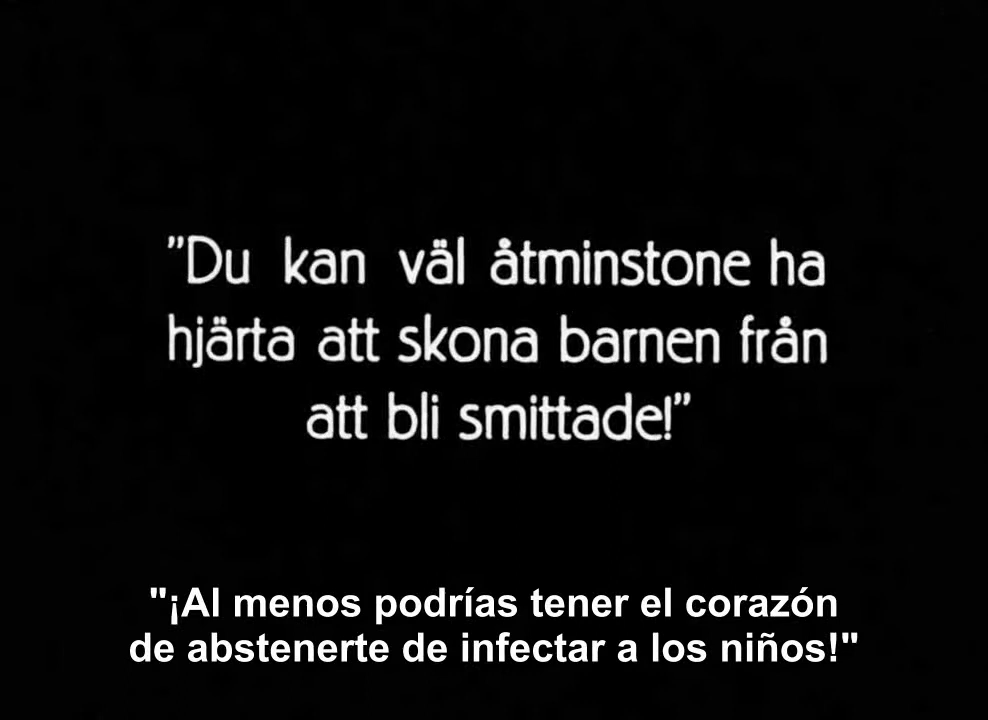 ”Du kan väl åtminstone ha
hjärta att skona barnen från
att bli smittade!”
"¡Al menos podrías tener el corazón
de abstenerte de infectar a los niños!"